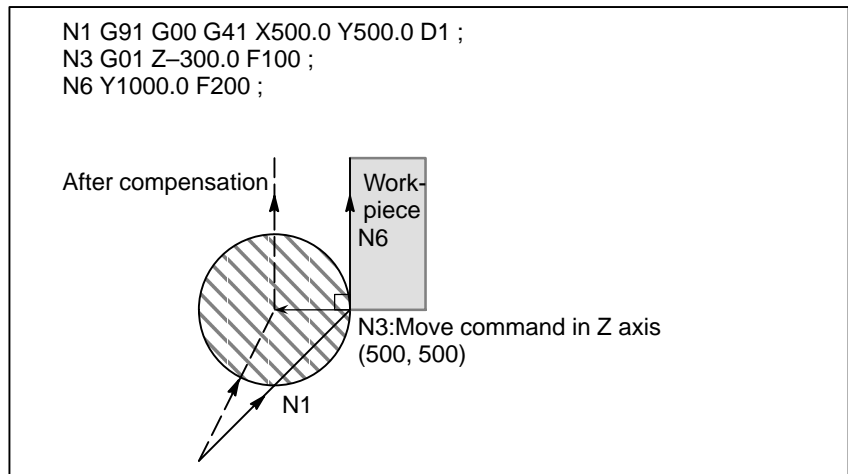 N1 G91 G00 G41 X500.0 Y500.0 D1 ;
N3 G01 Z–300.0 F100 ;
N6 Y1000.0 F200 ;
After compensation
Work-
piece
N6
N3:Move command in Z axis
(500, 500)
N1